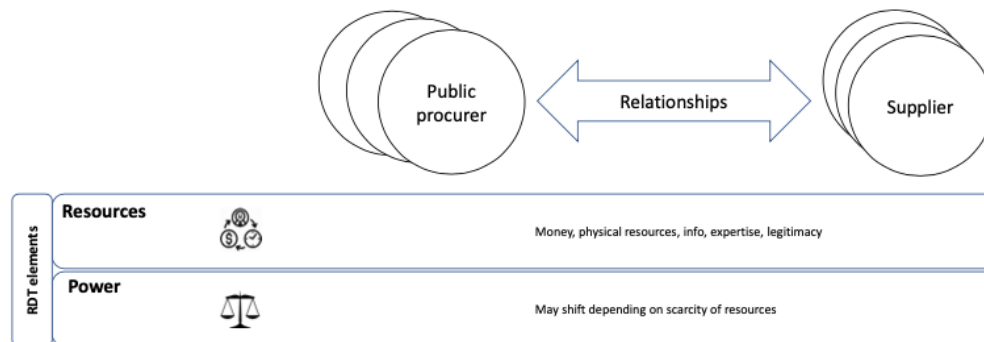 Public
procurer
Relationships
Supplier
RDT elements
Resources
$
Money, physical resources, info, expertise, legitimacy
Power
May shift depending on scarcity of resources